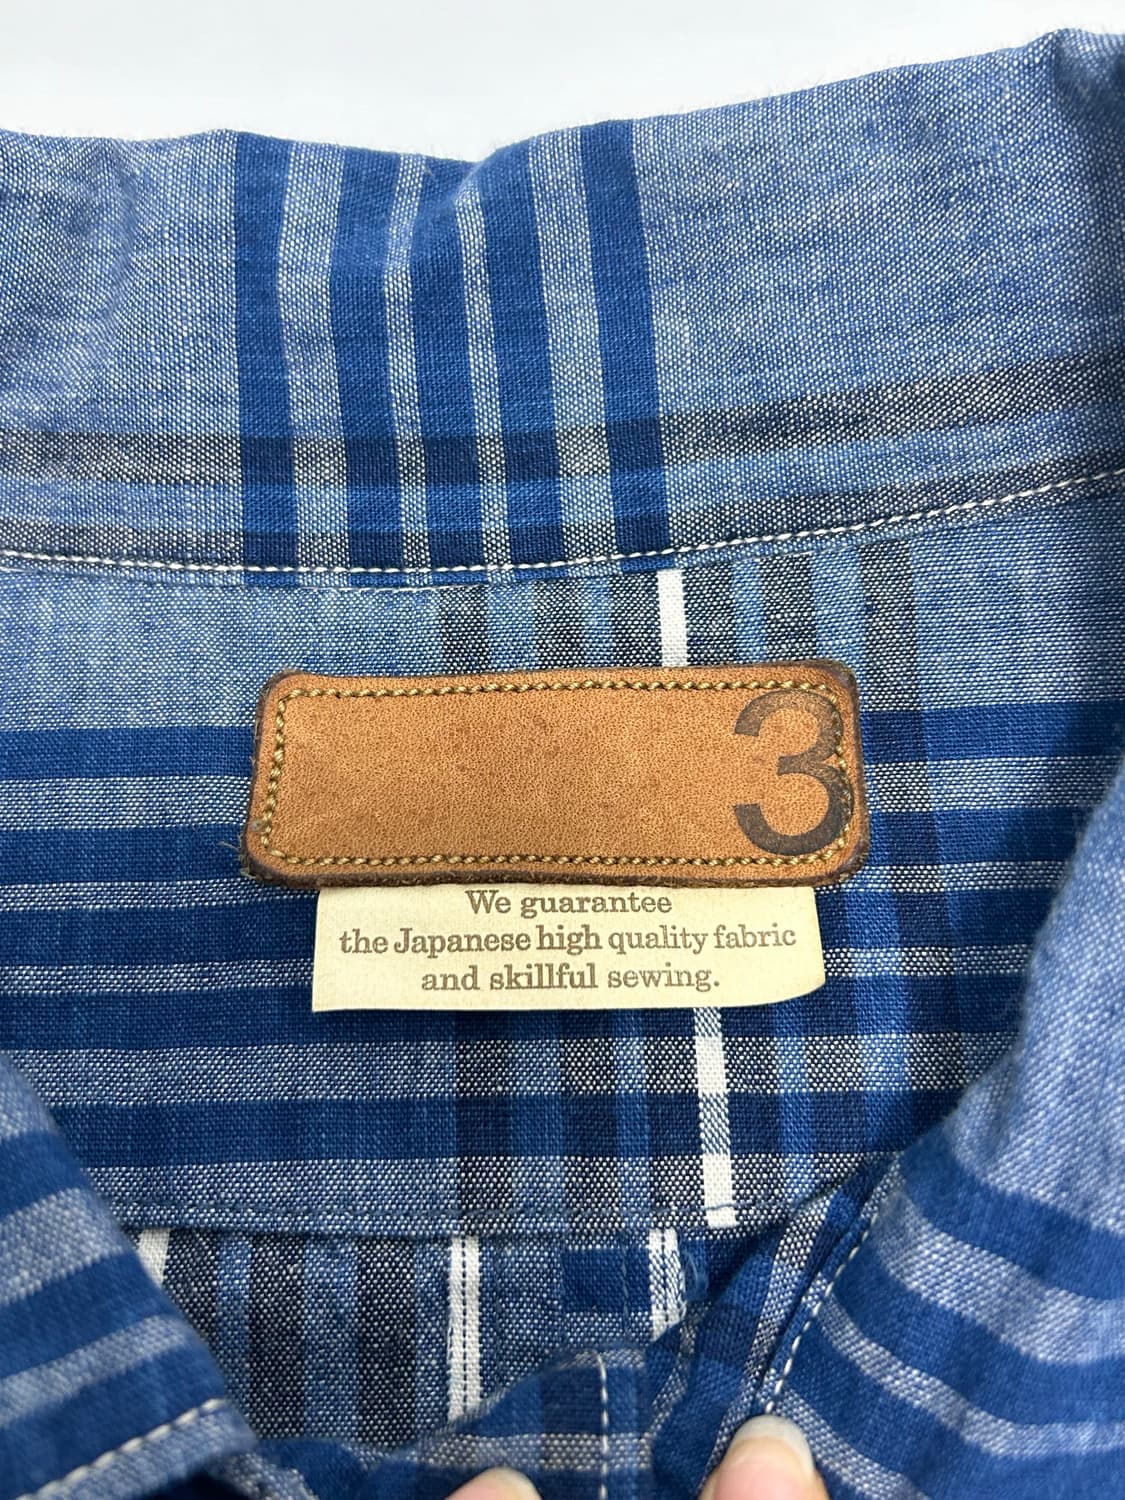 3
We guarantee
the Japanese high quality fabric
and skillful sewing.